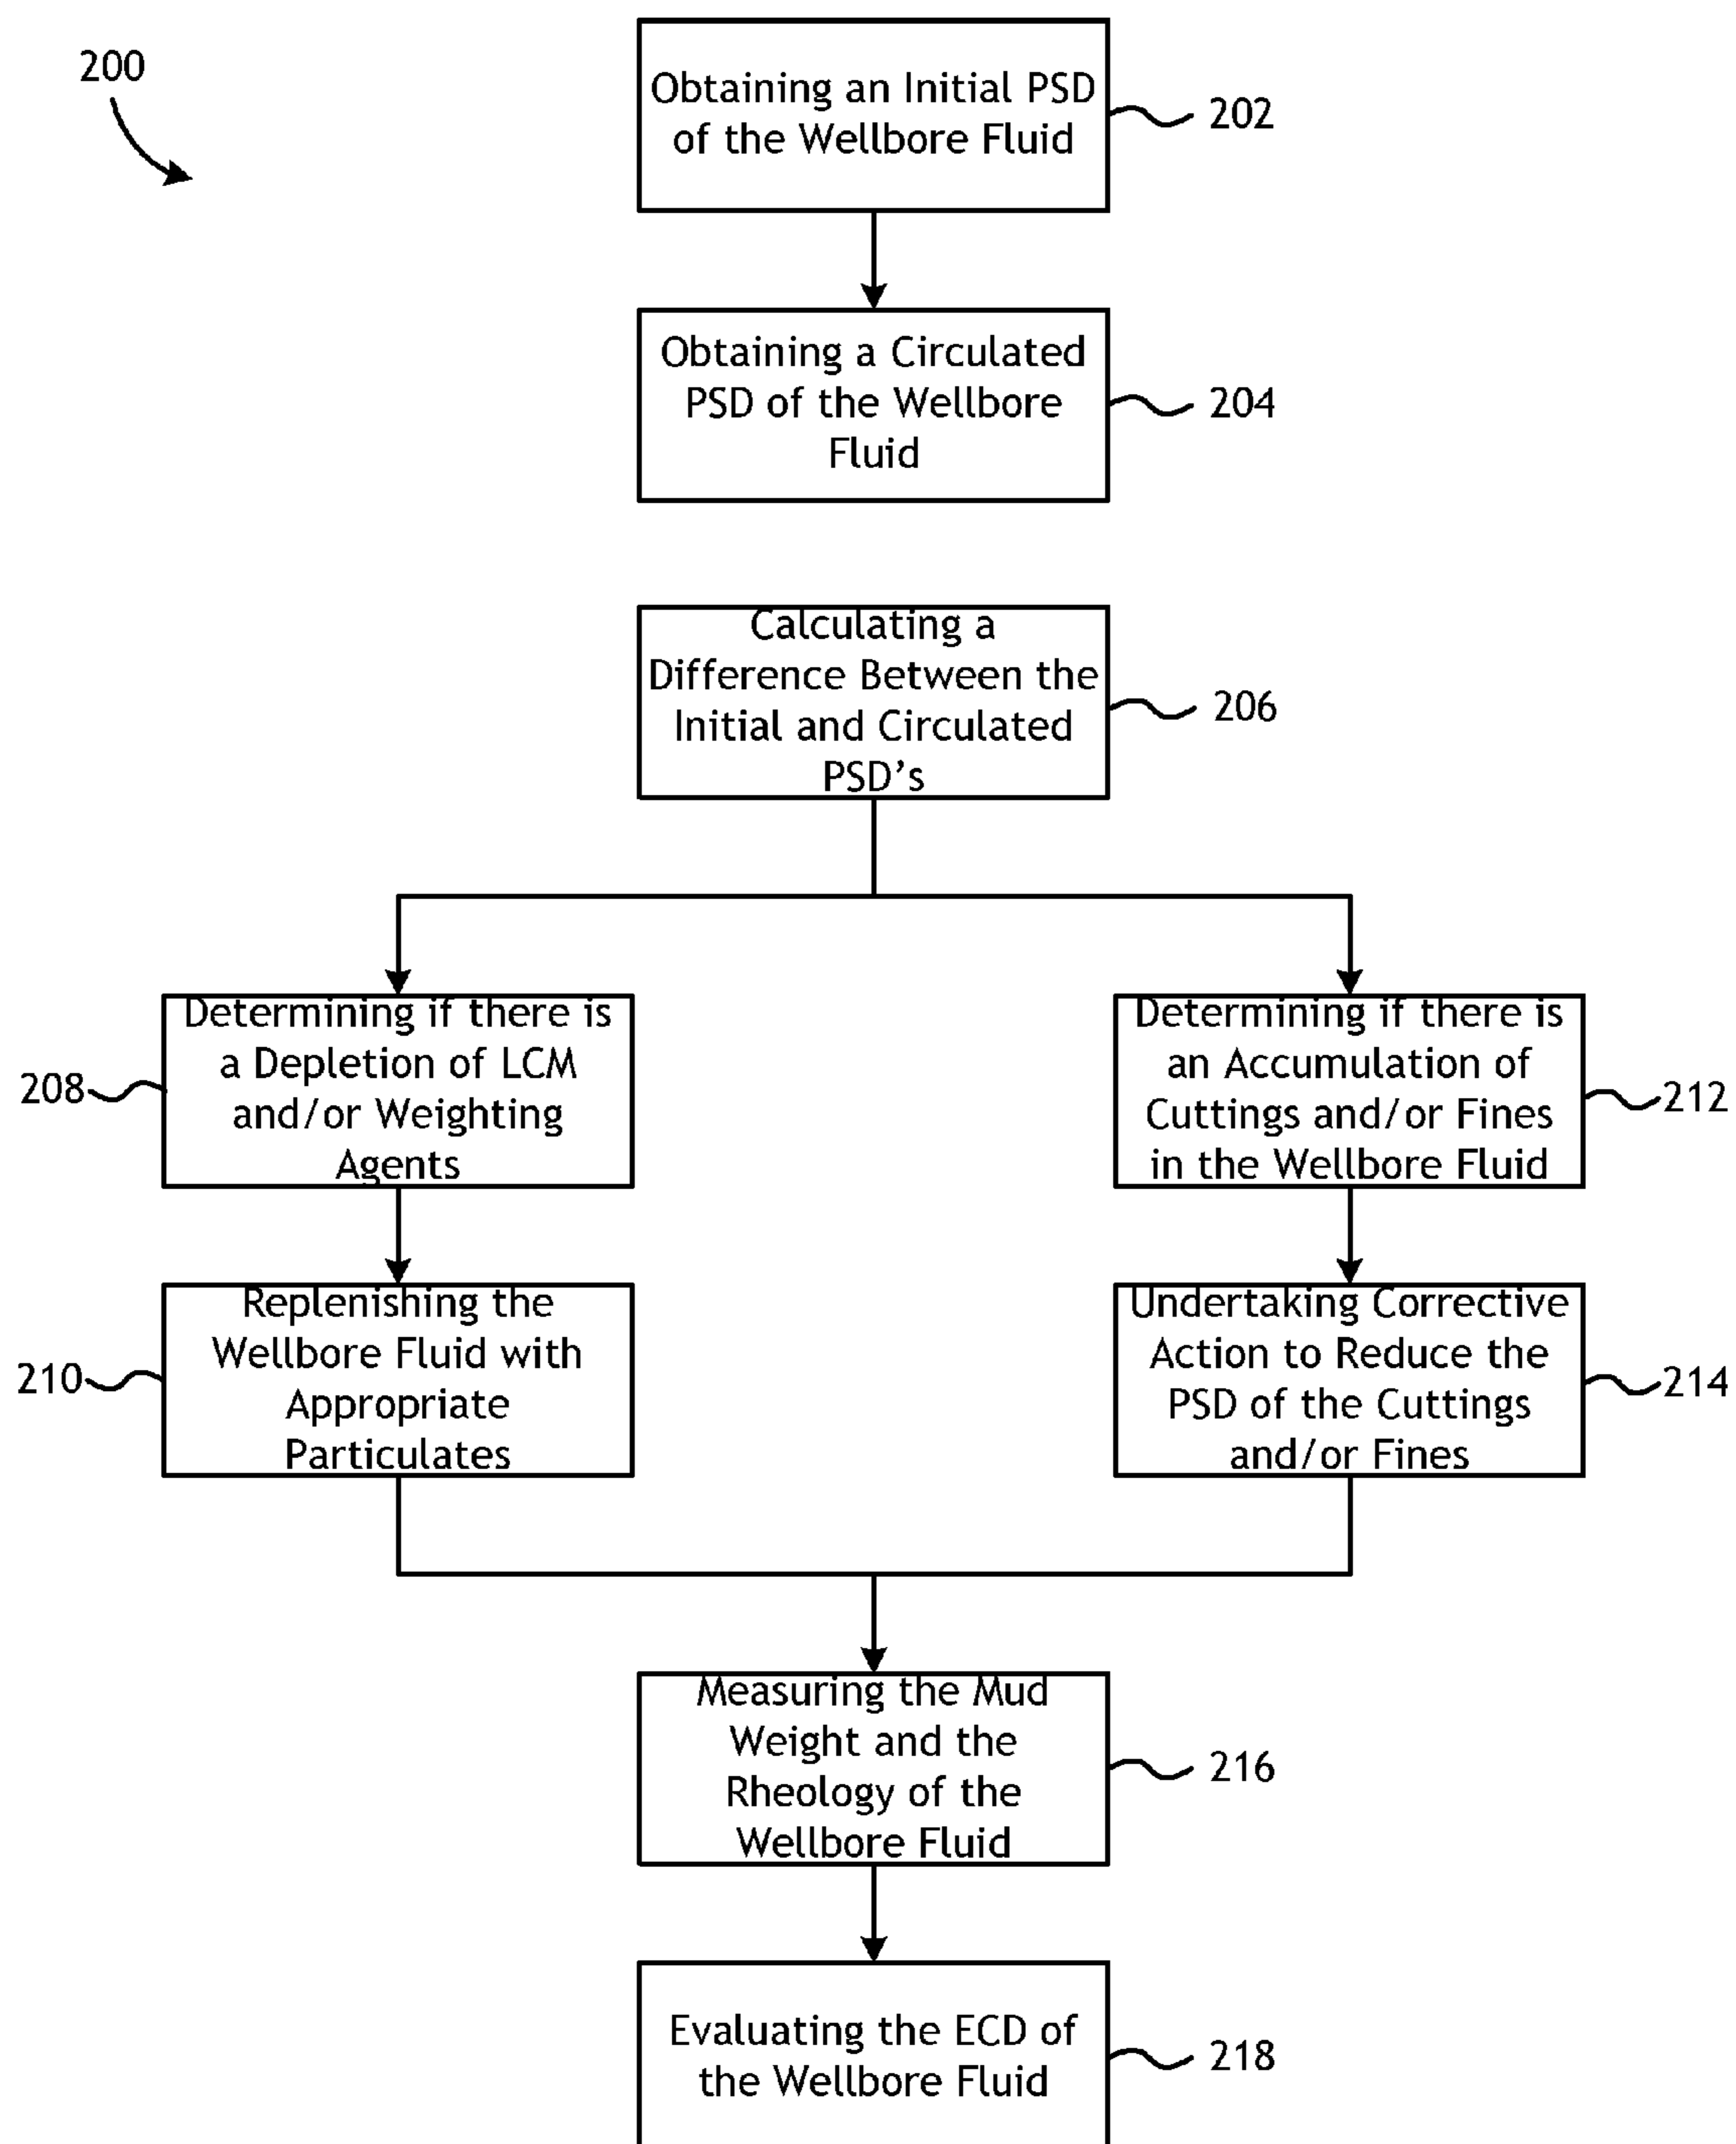 200
Obtaining an Initial PSD
of the Wellbore Fluid
202
Obtaining a Circulated
PSD of the Wellbore
Fluid
204
Calculating a
Difference Between the
Initial and Circulated
PSD's
206
Determining if there is
a Depletion of LCM
and/or Weighting
Agents
208
Determining if there is
an Accumulation of
Cuttings and/or Fines
in the Wellbore Fluid
212
Replenishing the
Wellbore Fluid with
Appropriate
Particulates
210
Undertaking Corrective
Action to Reduce the
PSD of the Cuttings
and/or Fines
214
Measuring the Mud
Weight and the
Rheology of the
Wellbore Fluid
216
Evaluating the ECD of
the Wellbore Fluid
218